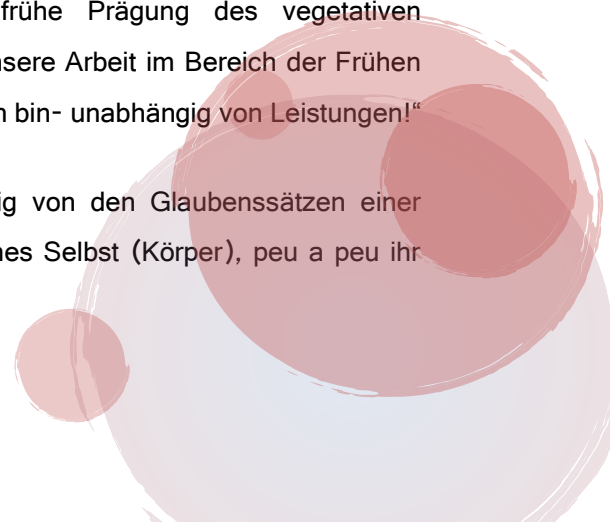 frühe Prägung des vegetativen
nsere Arbeit im Bereich der Frühen
bin- unabhängig von Leistungen!“
ig von den Glaubenssätzen einer
nes Selbst (Körper), peu a peu ihr